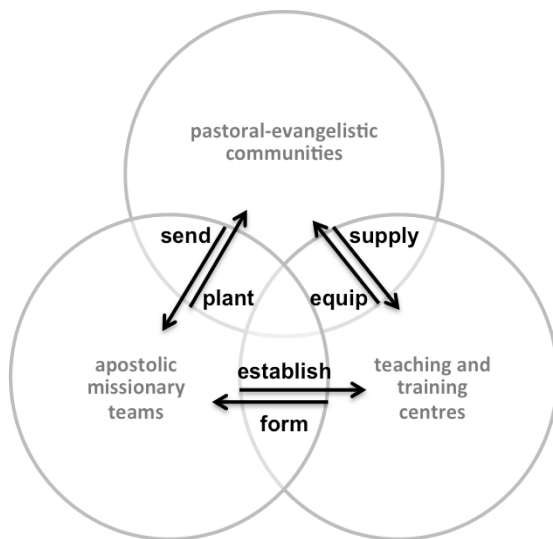 pastoral-evangelistic
communities
send
supply
plant
equip
apostolic
missionary
teams
establish
form
teaching and
training
centres